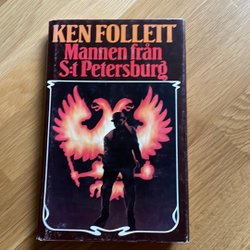 KEN FOLLETT
Mannen från
S:t Petersburg